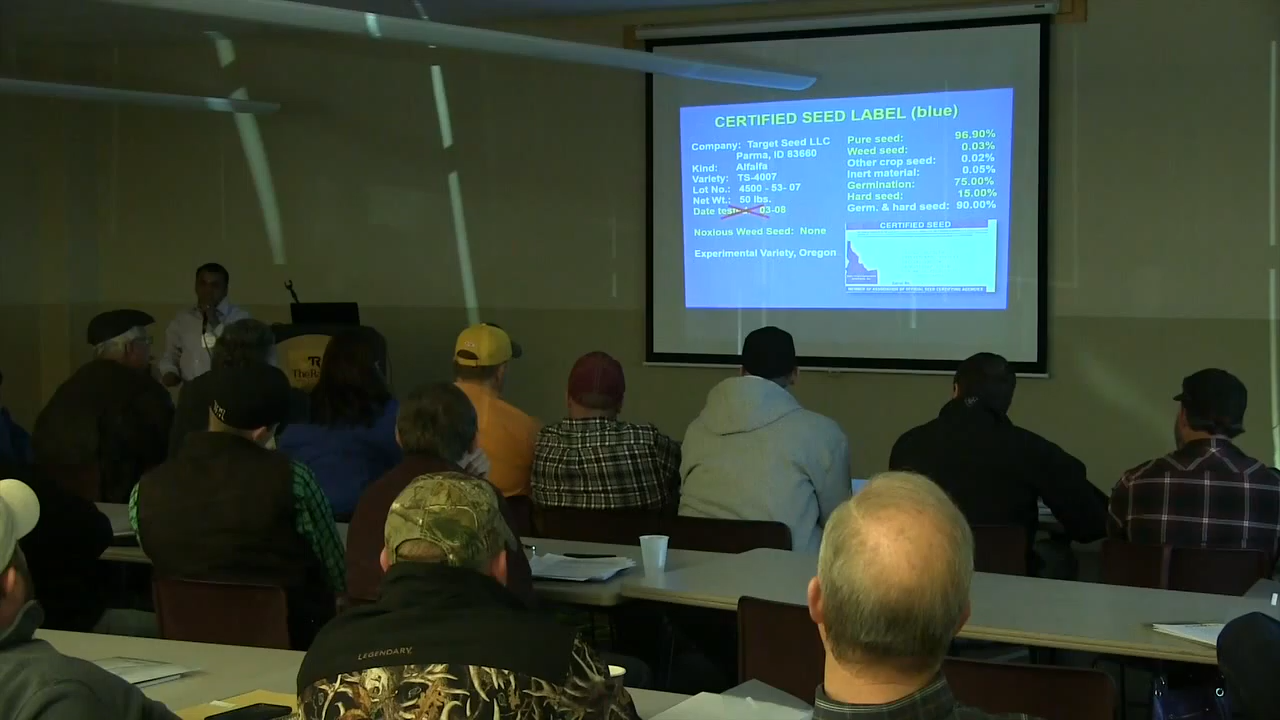 CERTIFIED SEED LABEL (blue)
Company: Target Seed LLC
Parma, ID 83660
Kind: Alfalfa
Variety: TS-4007
Lot No.: 4500 - 53- 07
Net Wt.: 50 lbs.
Date 03-08
Noxious Weed Seed: None
Experimental Variety, Oregon
Pure seed: 96.90%
Weed seed: 0.03%
Other crop seed: 0.02%
Inert material: 0.05%
Germination: 75.00%
Hard seed: 15.00%
Germ. & hard seed: 90.00%
CERTIFIED SEED
LEGENDARY